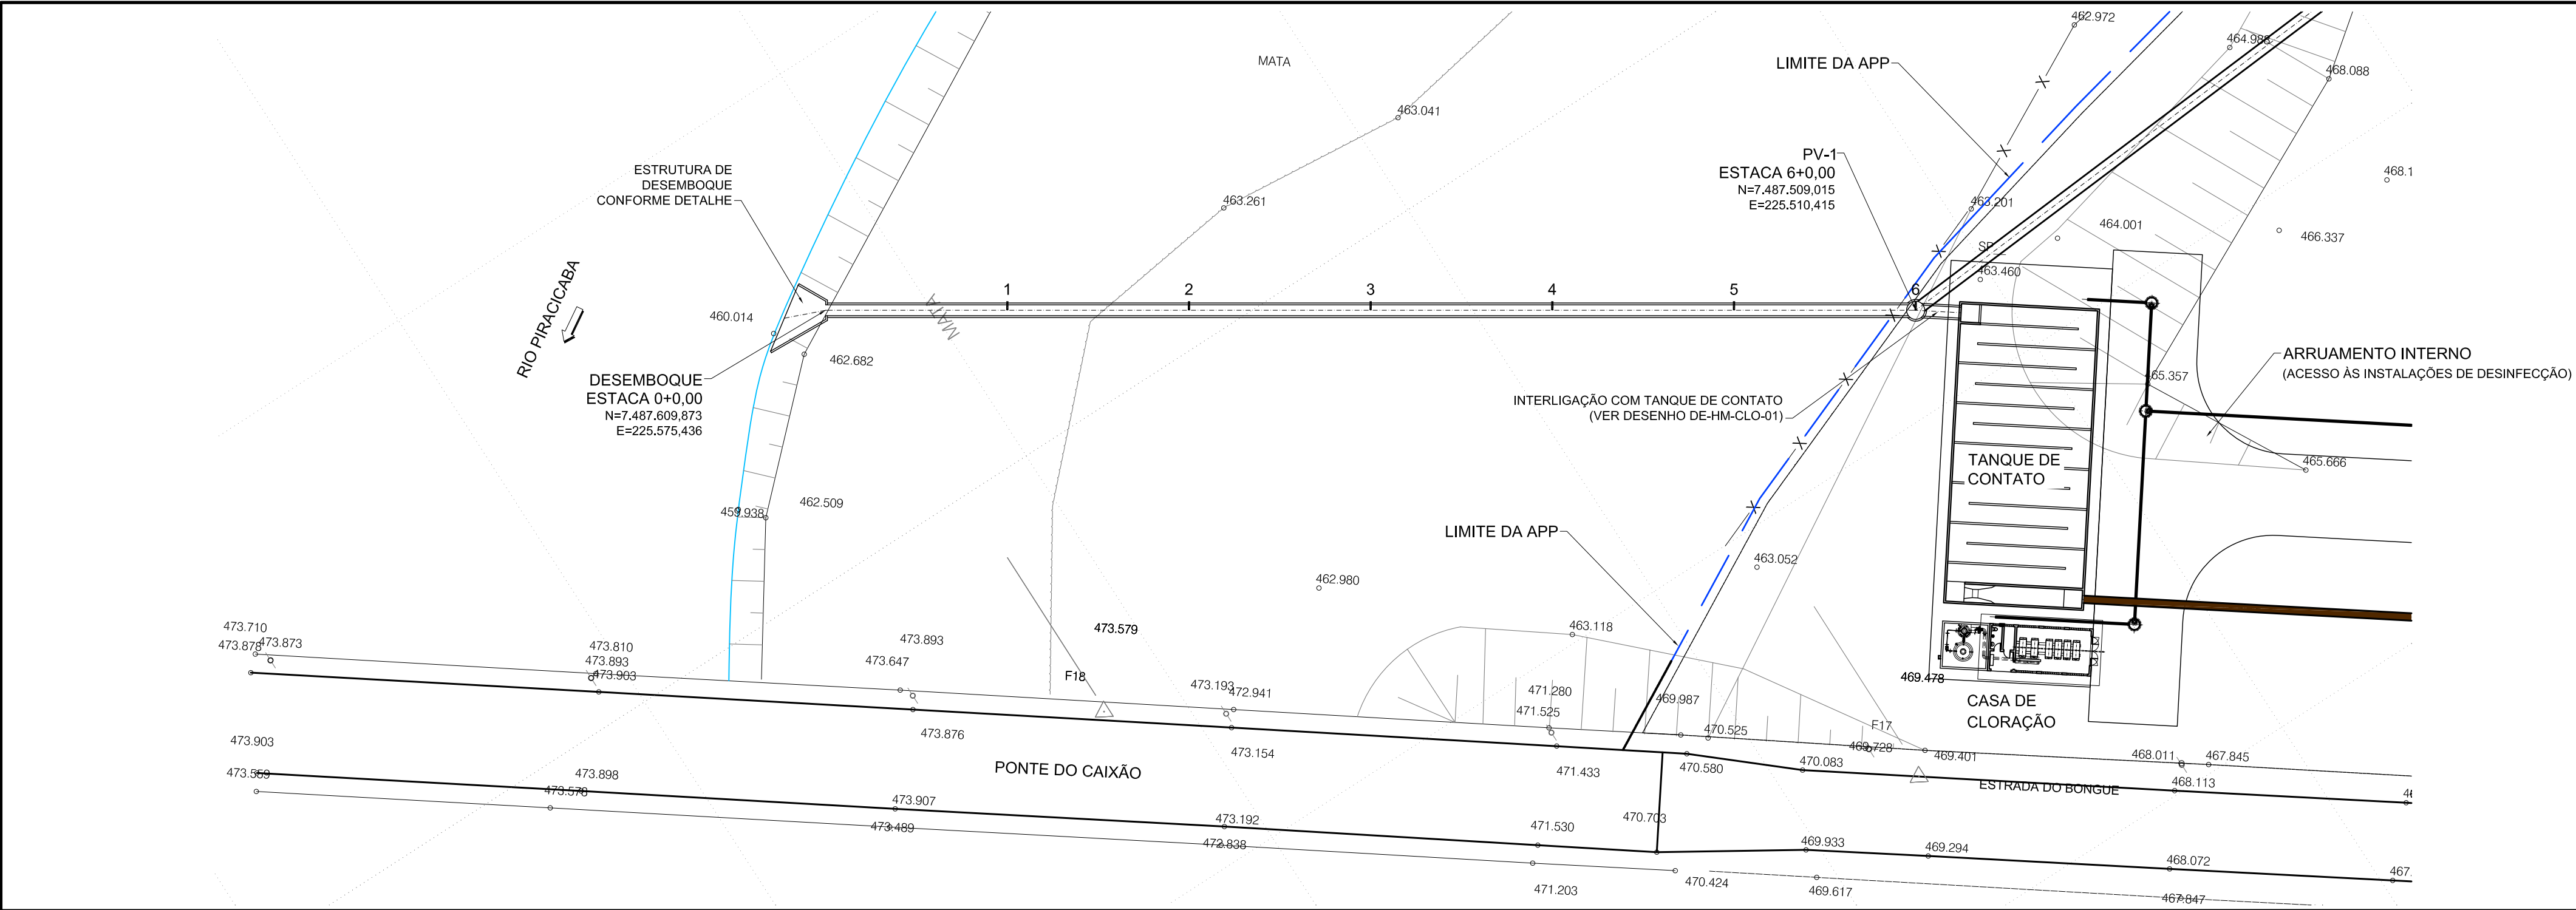 462.972
464.988
MATA
LIMITE DA APP
468.088
463.041
PV-1
ESTACA 6+0,00
N=7.487.509,015
E=225.510,415
ESTRUTURA DE
DESEMBOQUE
CONFORME DETALHE
468.1
463.261
463.201
464.001
466.337
SP
463.460
RIO PIRACICABA
1
2
3
4
5
6
MATA
460.014
462.682
DESEMBOQUE
ESTACA 0+0,00
N=7.487.609,873
E=225.575,436
ARRUAMENTO INTERNO
(ACESSO ÀS INSTALAÇÕES DE DESINFECÇÃO)
465.357
INTERLIGAÇÃO COM TANQUE DE CONTATO
(VER DESENHO DE-HM-CLO-01)
TANQUE DE
CONTATO
465.666
462.509
459.938
LIMITE DA APP
463.052
462.980
473.710
473.878
473.873
473.810
473.893
473.903
473.893
473.647
473.579
463.118
F18
473.193
472.941
471.280
471.525
469.987
469.478
CASA DE
CLORAÇÃO
470.525
F17
469.728
469.401
468.011
467.845
473.903
473.876
473.154
471.433
470.580
470.083
468.113
46
PONTE DO CAIXÃO
ESTRADA DO BONGUE
473.559
473.898
473.578
473.907
473.489
473.192
472.838
471.530
470.703
469.933
469.294
468.072
467.
471.203
470.424
469.617
467.847